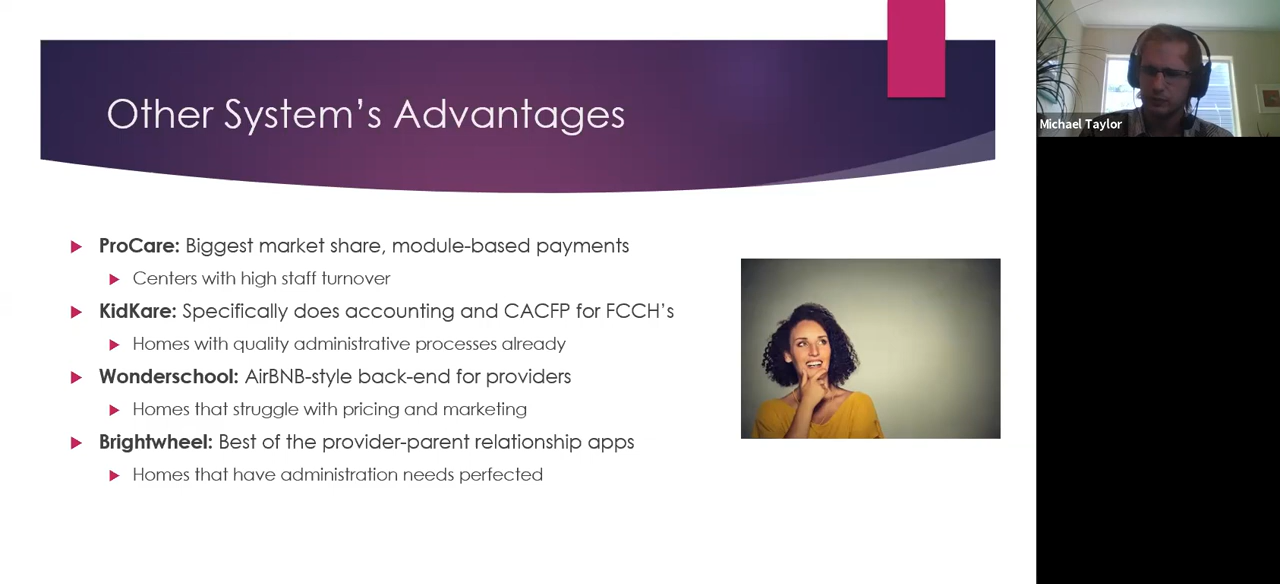 Other System's Advantages
ProCare: Biggest market share, module-based payments
Centers with high staff turnover
KidKare: Specifically does accounting and CACFP for FCCH's
Homes with quality administrative processes already
Wonderschool: AirBNB-style back-end for providers
Homes that struggle with pricing and marketing
Brightwheel: Best of the provider-parent relationship apps
Homes that have administration needs perfected
Michael Taylor